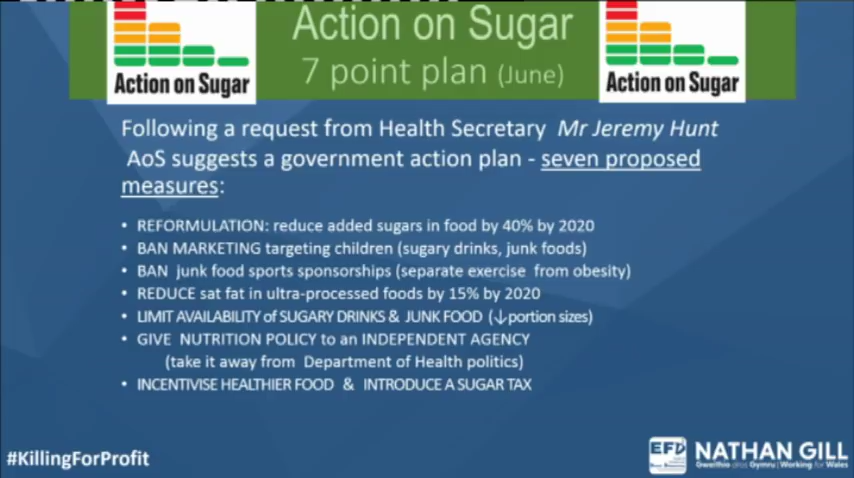 Action on Sugar
7 point plan (June)
Action on Sugar
Action on Sugar
Following a request from Health Secretary Mr Jeremy Hunt
AoS suggests a government action plan - seven proposed
measures:
• REFORMULATION: reduce added sugars in food by 40% by 2020
• BAN MARKETING targeting children (sugary drinks, junk foods)
• BAN junk food sports sponsorships (separate exercise from obesity)
• REDUCE sat fat in ultra-processed foods by 15% by 2020
• LIMIT AVAILABILITY of SUGARY DRINKS & JUNK FOOD (↓portion sizes)
• GIVE NUTRITION POLICY to an INDEPENDENT AGENCY
(take it away from Department of Health politics)
• INCENTIVISE HEALTHIER FOOD & INTRODUCE A SUGAR TAX
#KillingForProfit
EFD
NATHAN GILL
Gweithio dros Gymru | Working for Wales